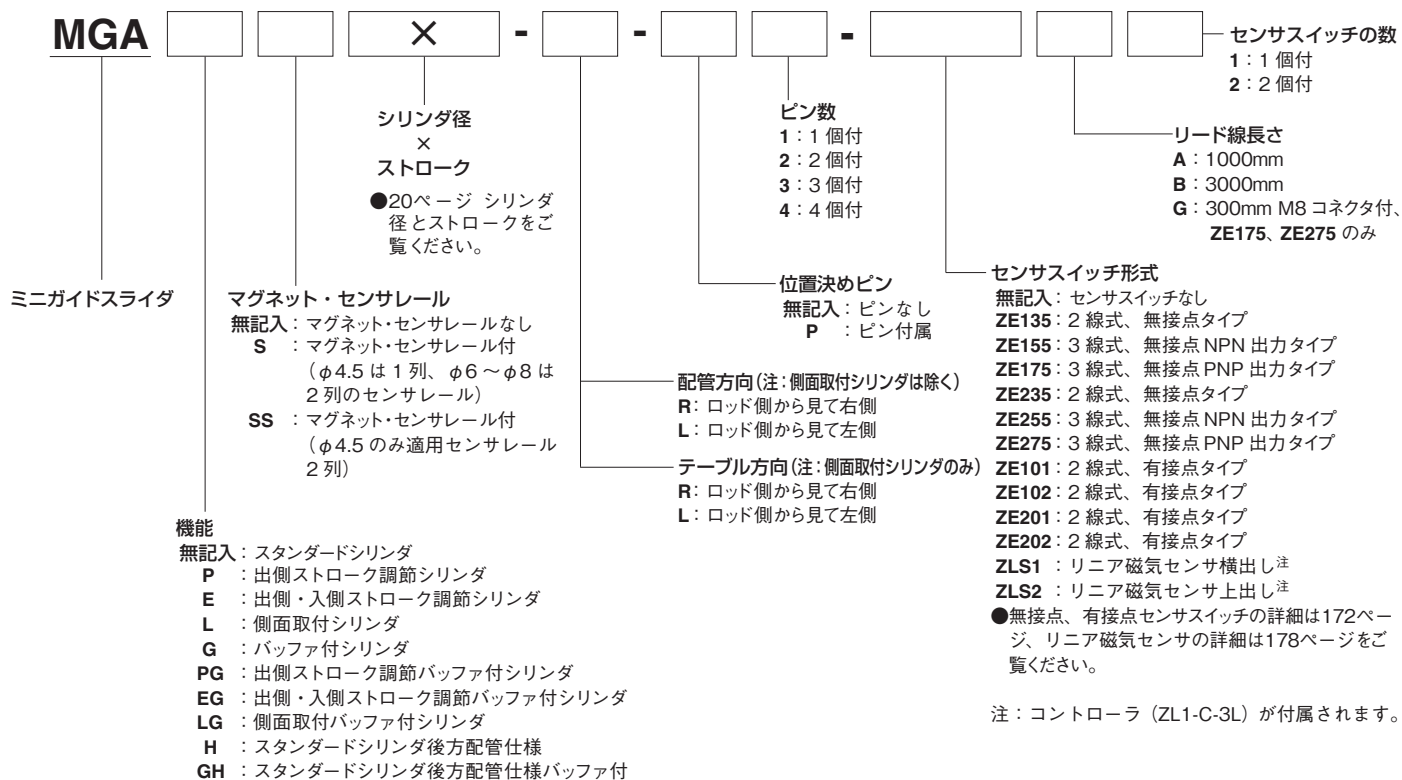 MGA × - - -
センサスイッチの数
1:1個付
2:2個付
リード線長さ
A:1000mm
B:3000mm
G:300mm M8コネクタ付、
ZE175、ZE275のみ
シリンダ径
×
ストローク
●20ページ シリンダ
径とストロークをご
覧ください。
ピン数
1:1個付
2:2個付
3:3個付
4:4個付
ミニガイドスライダ
マグネット・センサレール
無記入:マグネット・センサレールなし
S :マグネット・センサレール付
(φ4.5は1列、φ6~φ8は
2列のセンサレール)
SS :マグネット・センサレール付
(φ4.5のみ適用センサレール
2列)
位置決めピン
無記入:ピンなし
P :ピン付属
配管方向(注:側面取付シリンダは除く)
R:ロッド側から見て右側
L:ロッド側から見て左側
テーブル方向(注:側面取付シリンダのみ)
R:ロッド側から見て右側
L:ロッド側から見て左側
センサスイッチ形式
無記入:センサスイッチなし
ZE135:2線式、無接点タイプ
ZE155:3線式、無接点NPN出力タイプ
ZE175:3線式、無接点PNP出力タイプ
ZE235:2線式、無接点タイプ
ZE255:3線式、無接点NPN出力タイプ
ZE275:3線式、無接点PNP出力タイプ
ZE101:2線式、有接点タイプ
ZE102:2線式、有接点タイプ
ZE201:2線式、有接点タイプ
ZE202:2線式、有接点タイプ
ZLS1 :リニア磁気センサ横出し注
ZLS2 :リニア磁気センサ上出し注
●無接点、有接点センサスイッチの詳細は172ペー
ジ、リニア磁気センサの詳細は178ページをご
覧ください。
注:コントローラ(ZL1-C-3L)が付属されます。
機能
無記入:スタンダードシリンダ
P :出側ストローク調節シリンダ
E :出側・入側ストローク調節シリンダ
L :側面取付シリンダ
G :バッファ付シリンダ
PG :出側ストローク調節バッファ付シリンダ
EG :出側・入側ストローク調節バッファ付シリンダ
LG :側面取付バッファ付シリンダ
H :スタンダードシリンダ後方配管仕様
GH :スタンダードシリンダ後方配管仕様バッファ付